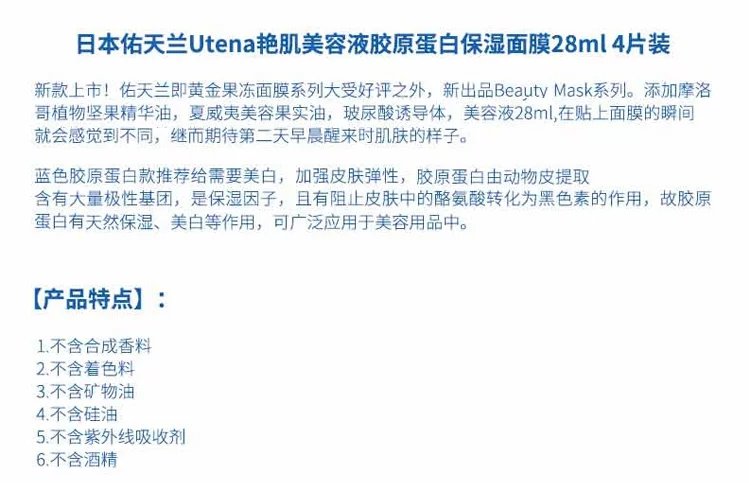 日本佑天兰Utena艳肌美容液胶原蛋白保湿面膜28ml 4片装
新款上市！佑天兰即黄金果冻面膜系列大受好评之外，新出品Beauty Mask系列。添加摩洛
哥植物坚果精华油，夏威夷美容果实油，玻尿酸诱导体，美容液28ml,在贴上面膜的瞬间
就会感觉到不同，继而期待第二天早晨醒来时肌肤的样子。
蓝色胶原蛋白款推荐给需要美白，加强皮肤弹性，胶原蛋白由动物皮提取
含有大量极性基团，是保湿因子，且有阻止皮肤中的酪氨酸转化为黑色素的作用，故胶原
蛋白有天然保湿、美白等作用，可广泛应用于美容用品中。
【产品特点】：
1.不含合成香料
2.不含着色料
3.不含矿物油
4.不含硅油
5.不含紫外线吸收剂
6.不含酒精